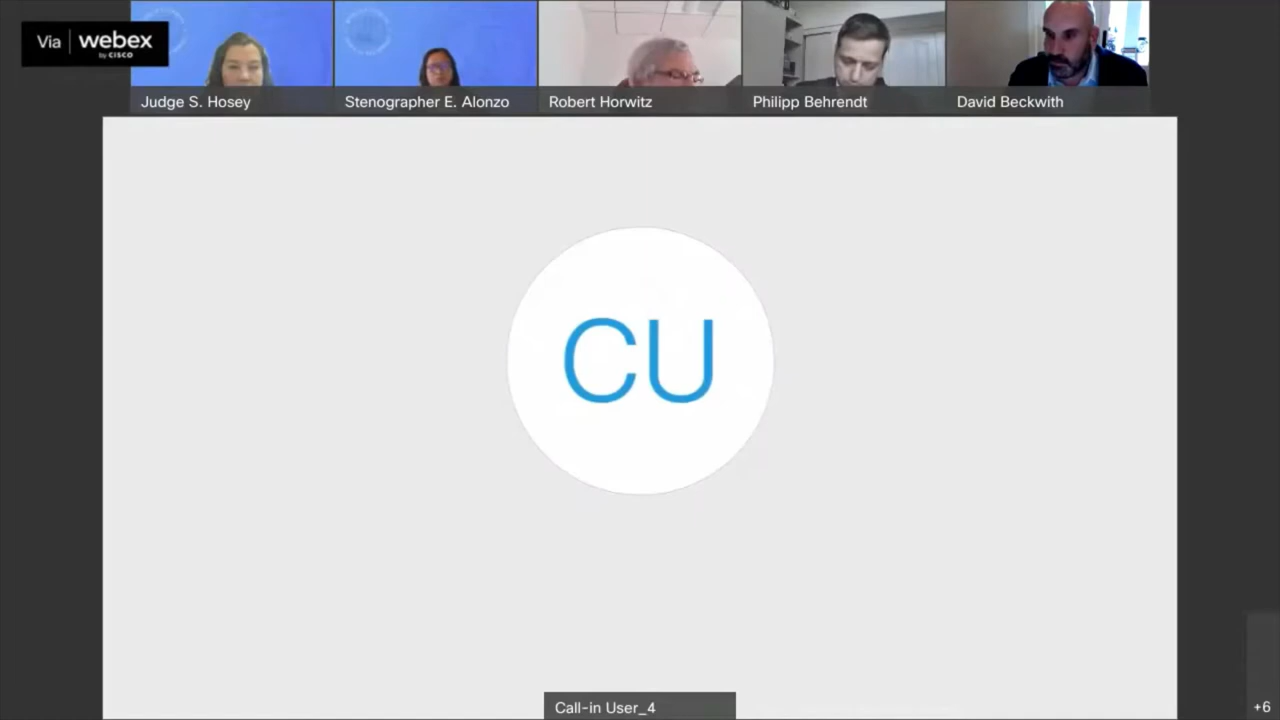 Via webex
by CISCO
Judge S. Hosey
Stenographer E. Alonzo
Robert Horwitz
Philipp Behrendt
David Beckwith
CU
Call-in User_4
+6